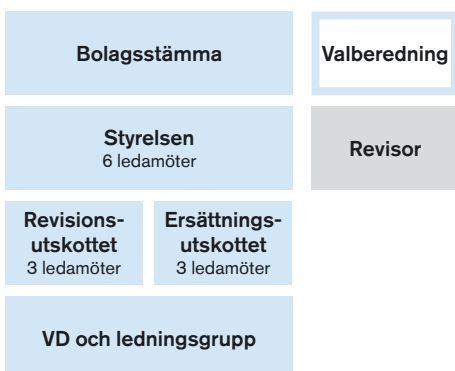 Bolagsstämma
Valberedning
Styrelsen
6 ledamöter
Revisor
Revisions-
utskottet
3 ledamöter
Ersättnings-
utskottet
3 ledamöter
VD och ledningsgrupp